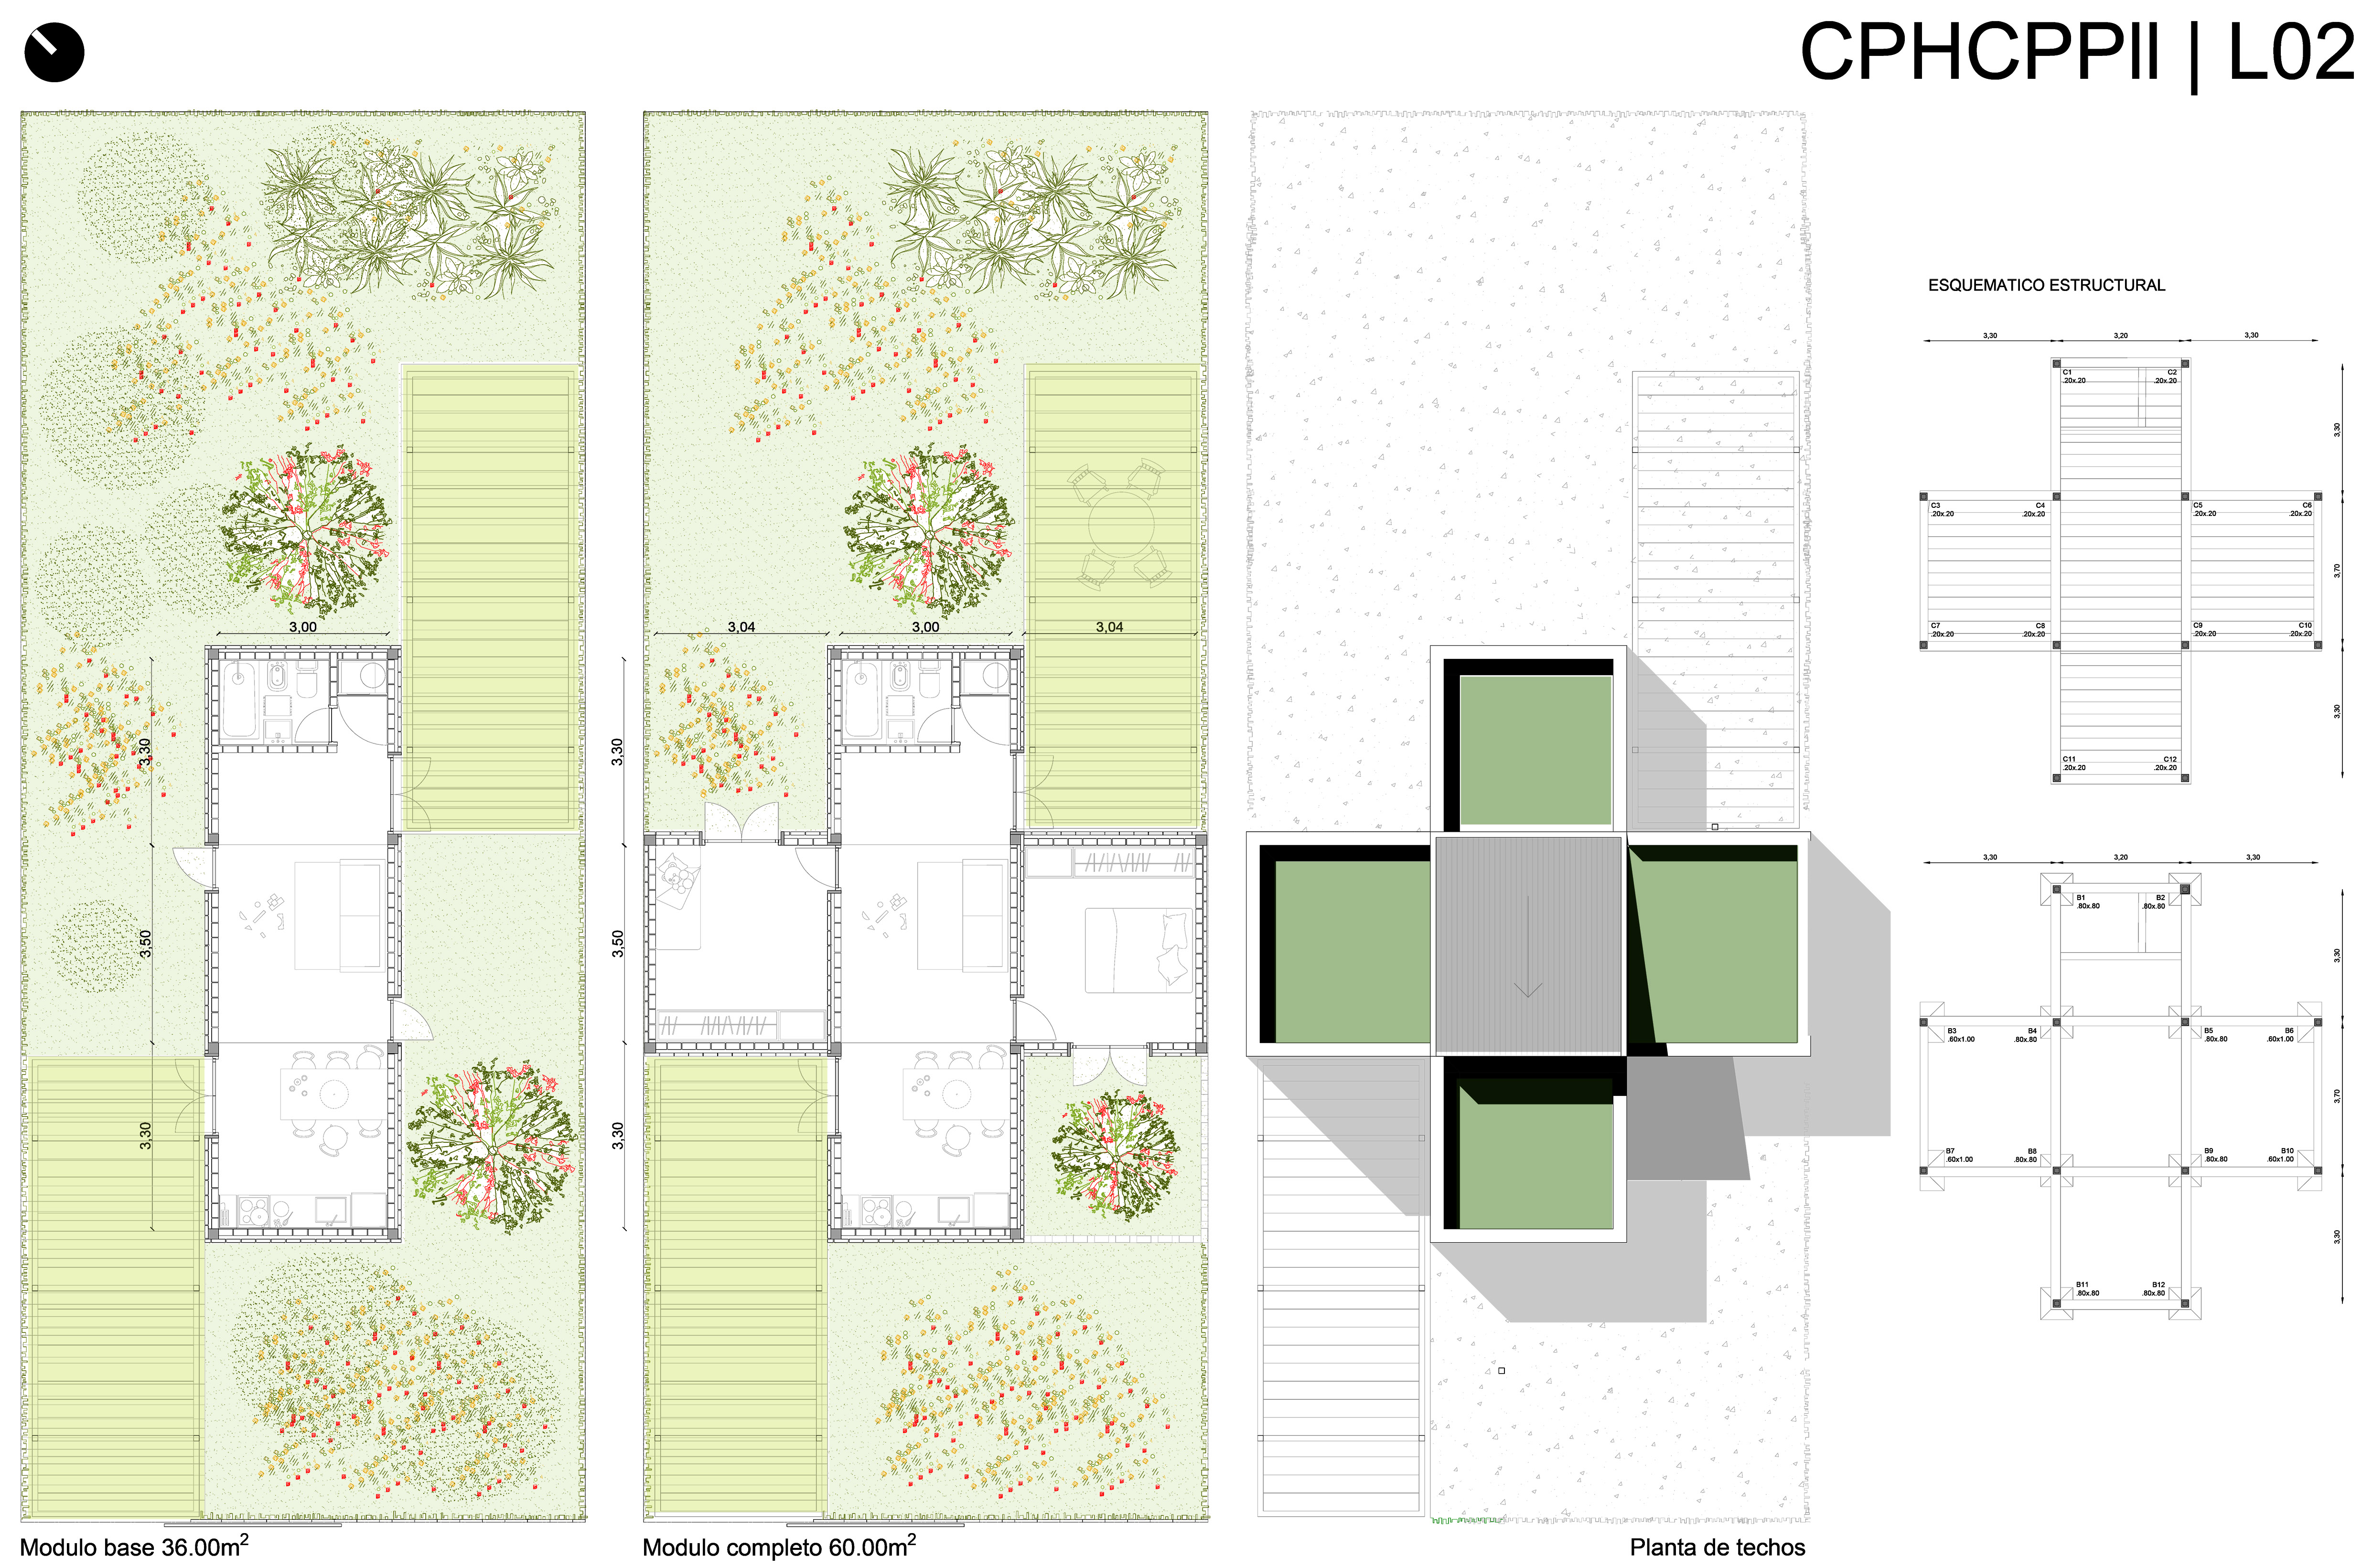 CPHCPPII | L02
3,00
3,30
3,50
3,30
Modulo base 36.00m²
3,04
3,00
3,04
3,30
3,50
3,30
Modulo completo 60.00m²
Planta de techos
ESQUEMATICO ESTRUCTURAL
3,30 3,20 3,30
C1 C2
.20x.20 .20x.20
3,30
C3 C4 C5 C6
.20x.20 .20x.20 .20x.20 .20x.20
3,70
C7 C8 C9 C10
.20x.20 .20x.20 .20x.20 .20x.20
3,30
C11 C12
.20x.20 .20x.20
3,30 3,20 3,30
B1 B2
.80x.80 .80x.80
3,30
B3 B4 B5 B6
.60x1.00 .80x.80 .80x.80 .60x1.00
3,70
B7 B8 B9 B10
.60x1.00 .80x.80 .80x.80 .60x1.00
3,30
B11 B12
.80x.80 .80x.80